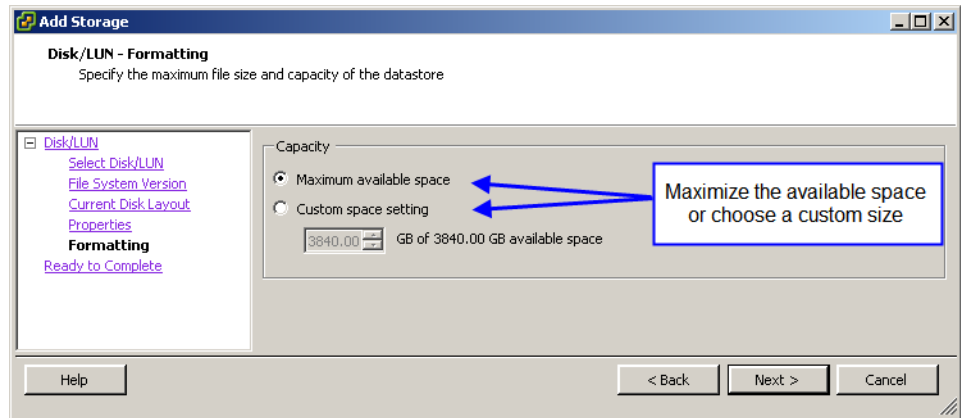 Add Storage
Disk/LUN - Formatting
Specify the maximum file size and capacity of the datastore
Disk/LUN
Select Disk/LUN
File System Version
Current Disk Layout
Properties
Formatting
Ready to Complete
Capacity
Maximum available space
Custom space setting
3840.00 GB of 3840.00 GB available space
Maximize the available space
or choose a custom size
Help
< Back
Next >
Cancel